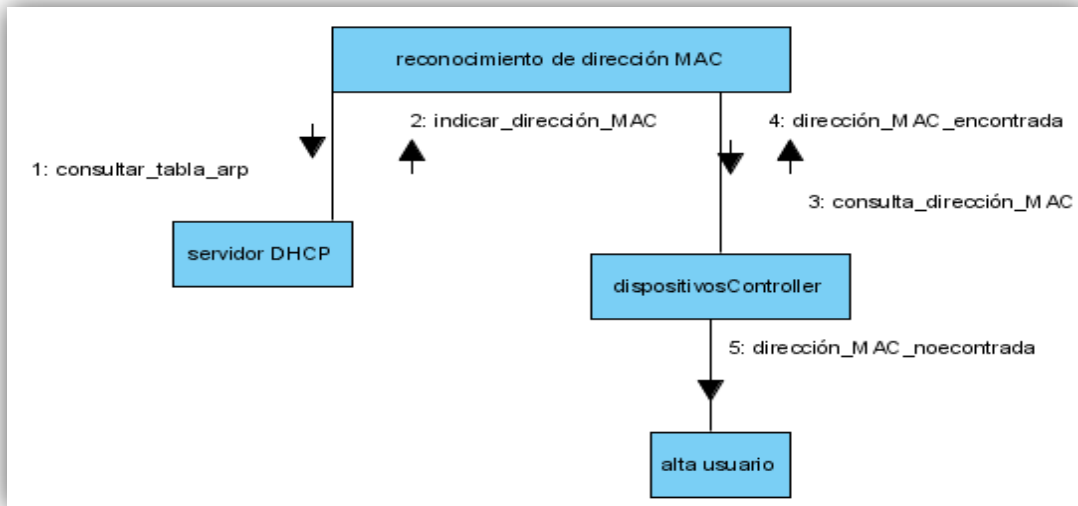 reconocimiento de dirección MAC
2: indicar_dirección_MAC
4: dirección_MAC_encontrada
1: consultar_tabla_arp
3: consulta_dirección_MAC
servidor DHCP
dispositivosController
5: dirección_MAC_noecontrada
alta usuario